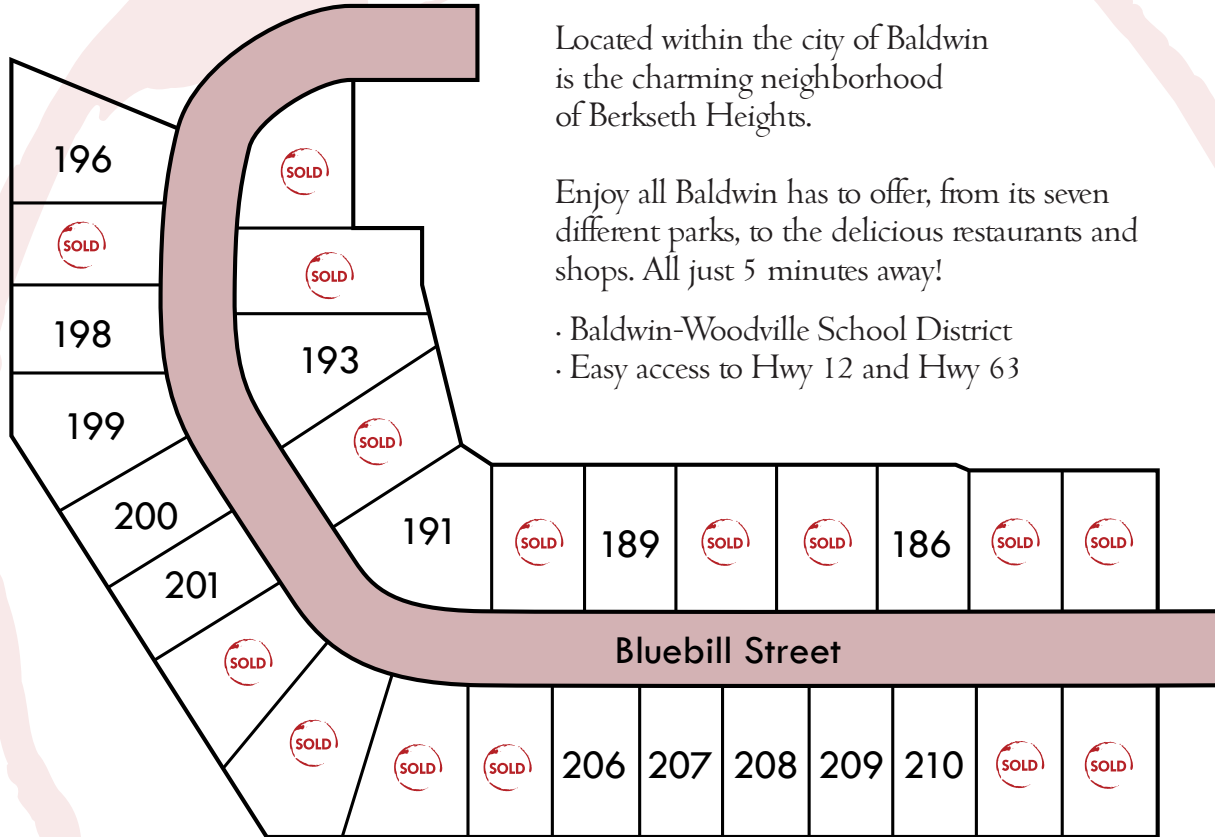 Located within the city of Baldwin
is the charming neighborhood
of Berkseth Heights.
Enjoy all Baldwin has to offer, from its seven
different parks, to the delicious restaurants and
shops. All just 5 minutes away!
· Baldwin-Woodville School District
· Easy access to Hwy 12 and Hwy 63
196
SOLD
SOLD
SOLD
198
193
199
SOLD
200
191
SOLD
189
SOLD
SOLD
186
SOLD
SOLD
201
SOLD
Bluebill Street
SOLD
SOLD
SOLD
206
207
208
209
210
SOLD
SOLD